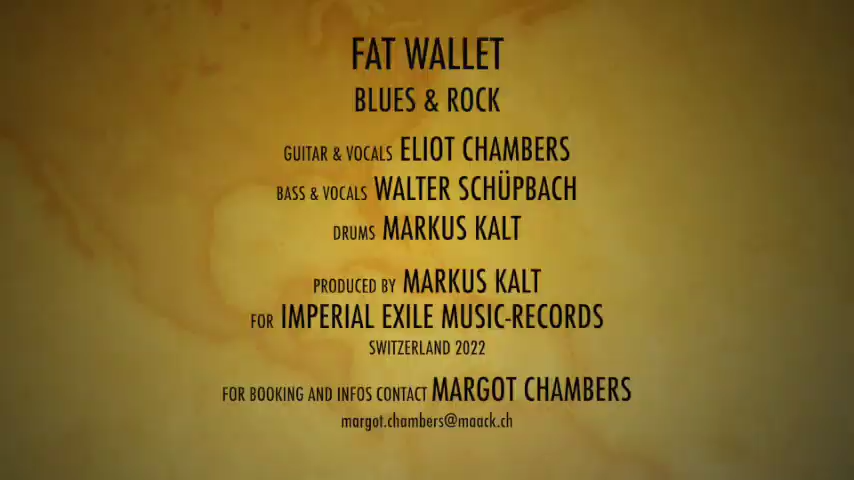 FAT WALLET
BLUES & ROCK
GUITAR & VOCALS ELIOT CHAMBERS
BASS & VOCALS WALTER SCHÜPBACH
DRUMS MARKUS KALT
PRODUCED BY MARKUS KALT
FOR IMPERIAL EXILE MUSIC-RECORDS
SWITZERLAND 2022
FOR BOOKING AND INFOS CONTACT MARGOT CHAMBERS
margot.chambers@maack.ch